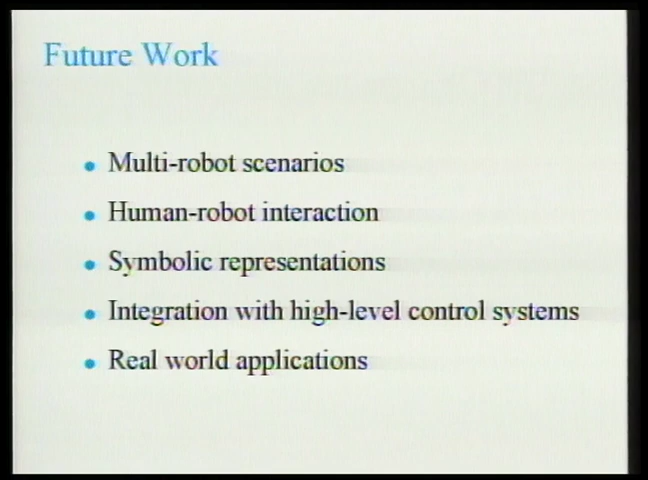 Future Work
Multi-robot scenarios
Human-robot interaction
Symbolic representations
Integration with high-level control systems
Real world applications